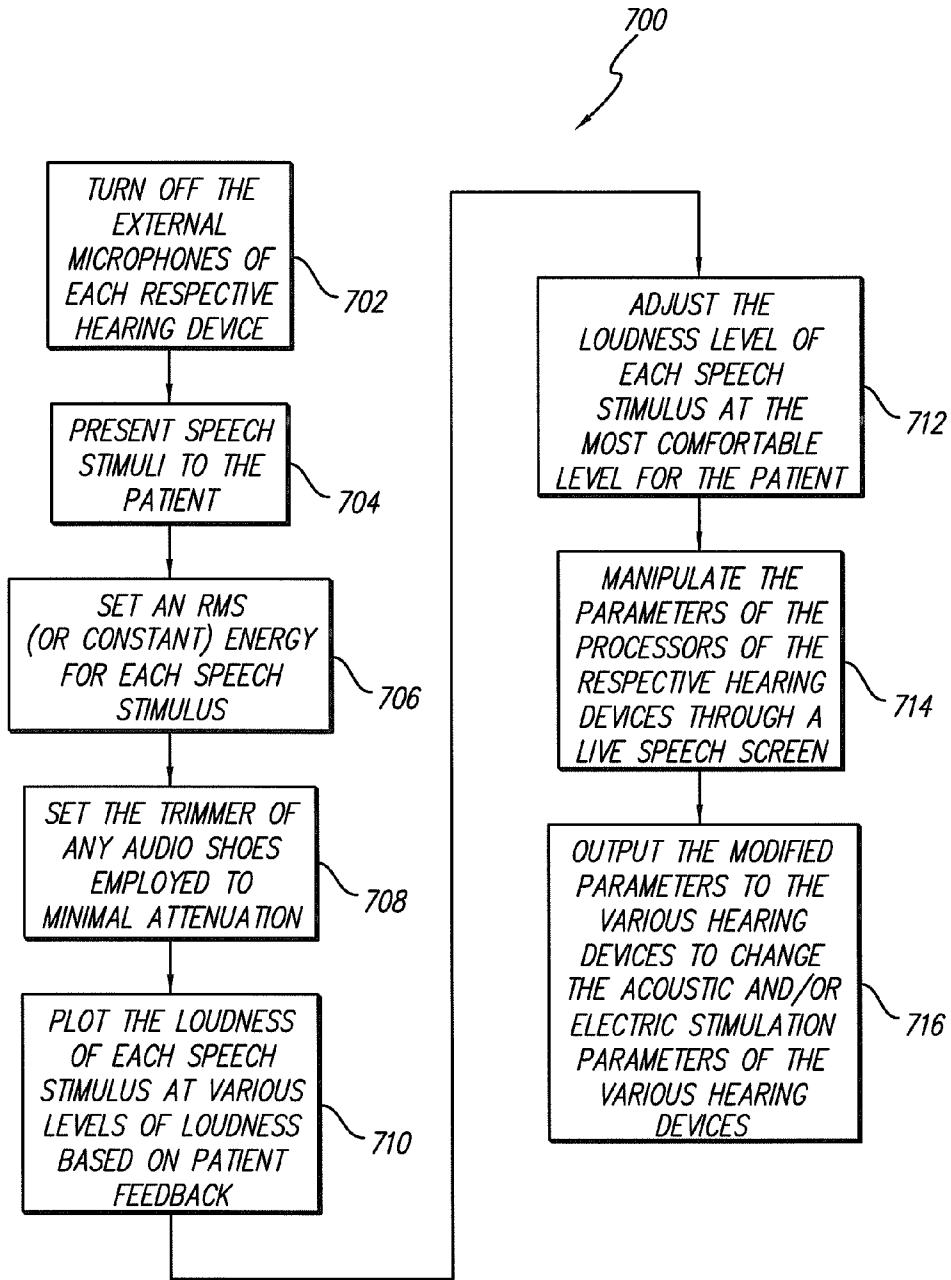 700
TURN OFF THE
EXTERNAL
MICROPHONES OF
EACH RESPECTIVE
HEARING DEVICE
702
PRESENT SPEECH
STIMULI TO THE
PATIENT
704
SET AN RMS
(OR CONSTANT) ENERGY
FOR EACH SPEECH
STIMULUS
706
SET THE TRIMMER OF
ANY AUDIO SHOES
EMPLOYED TO
MINIMAL ATTENUATION
708
PLOT THE LOUDNESS
OF EACH SPEECH
STIMULUS AT VARIOUS
LEVELS OF LOUDNESS
BASED ON PATIENT
FEEDBACK
710
ADJUST THE
LOUDNESS LEVEL OF
EACH SPEECH
STIMULUS AT THE
MOST COMFORTABLE
LEVEL FOR THE PATIENT
712
MANIPULATE THE
PARAMETERS OF THE
PROCESSORS OF THE
RESPECTIVE HEARING
DEVICES THROUGH A
LIVE SPEECH SCREEN
714
OUTPUT THE MODIFIED
PARAMETERS TO THE
VARIOUS HEARING
DEVICES TO CHANGE
THE ACOUSTIC AND/OR
ELECTRIC STIMULATION
PARAMETERS OF THE
VARIOUS HEARING
DEVICES
716